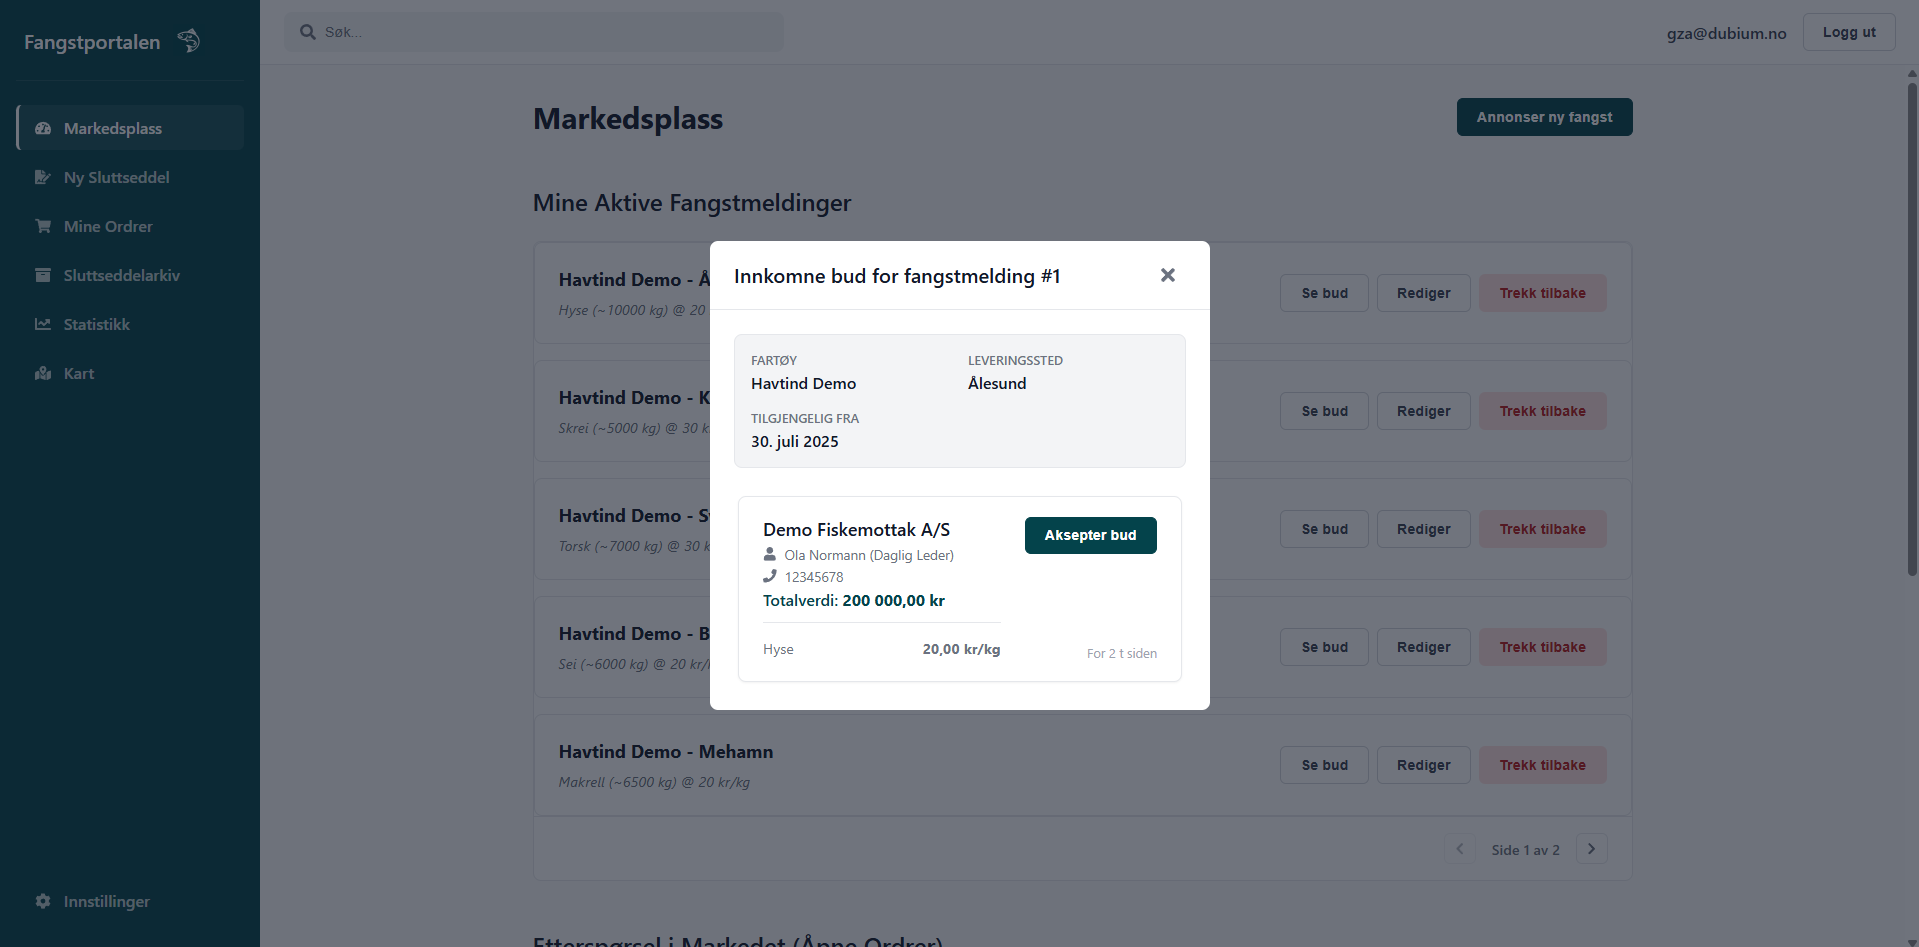 Fangstportalen
Søk...
gza@dubium.no
Logg ut
Markedsplass
Ny Sluttseddel
Mine Ordrer
Sluttseddelarkiv
Statistikk
Kart
Innstillinger
Markedsplass
Annonser ny fangst
Mine Aktive Fangstmeldinger
Havtind Demo -
Hyse (~10000 kg) @ 20
Se bud Rediger Trekk tilbake
Havtind Demo - K
Skrei (~5000 kg) @ 30 k
Se bud Rediger Trekk tilbake
Havtind Demo -
Torsk (~7000 kg) @ 30 k
Se bud Rediger Trekk tilbake
Havtind Demo - B
Sei (~6000 kg) @ 20 kr/
Se bud Rediger Trekk tilbake
Havtind Demo - Mehamn
Makrell (~6500 kg) @ 20 kr/kg
Se bud Rediger Trekk tilbake
Side 1 av 2
Etterspørsel i Markedet (Åpne Ordrer)
Innkomne bud for fangstmelding #1
FARTØY
Havtind Demo
LEVERINGSSTED
Ålesund
TILGJENGELIG FRA
30. juli 2025
Demo Fiskemottak A/S
Aksepter bud
Ola Normann (Daglig Leder)
12345678
Totalverdi: 200 000,00 kr
Hyse 20,00 kr/kg
For 2 t siden